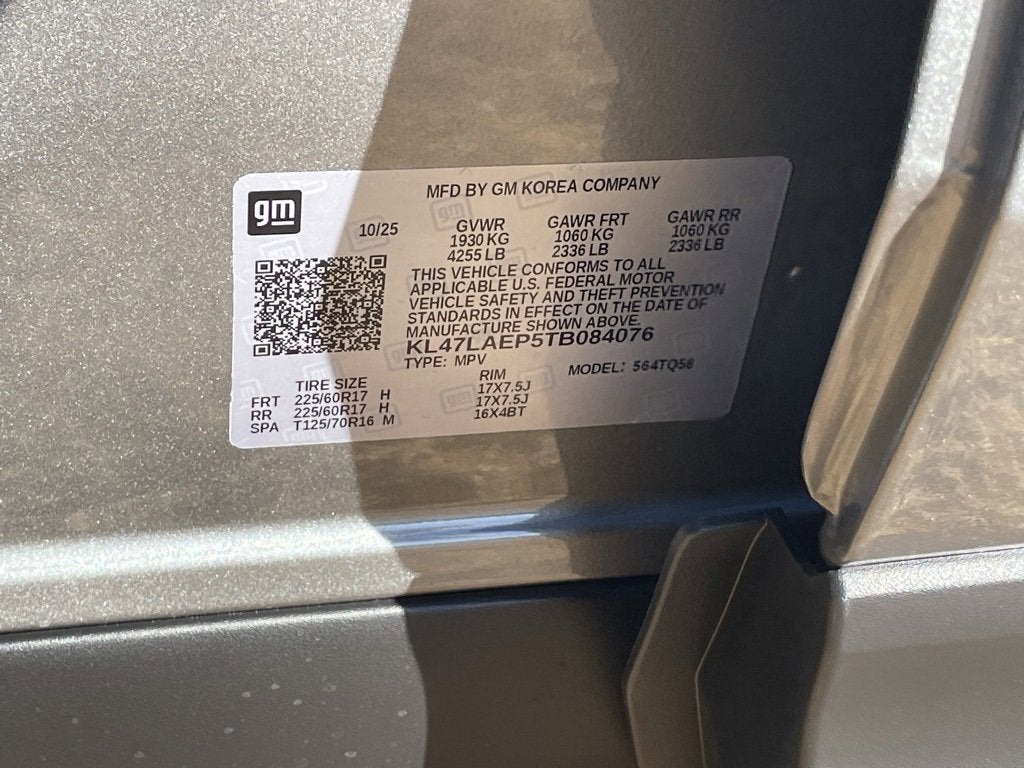 MFD BY GM KOREA COMPANY
gm
10/25
GVWR GAWR FRT GAWR RR
1930 KG 1060 KG 1060 KG
4255 LB 2336 LB 2336 LB
THIS VEHICLE CONFORMS TO ALL
APPLICABLE U.S. FEDERAL MOTOR
VEHICLE SAFETY AND THEFT PREVENTION
STANDARDS IN EFFECT ON THE DATE OF
MANUFACTURE SHOWN ABOVE.
KL47LAEP5TB084076
TYPE: MPV MODEL: 564TQ58
TIRE SIZE RIM
FRT 225/60R17 H 17X7.5J
RR 225/60R17 H 17X7.5J
SPA T125/70R16 M 16X4BT